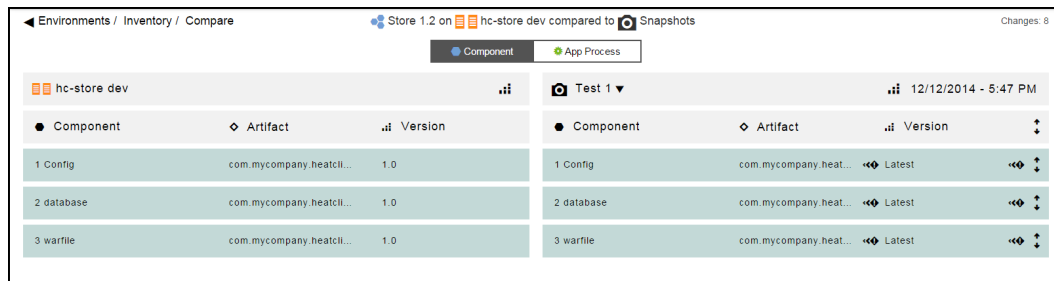 Environments / Inventory / Compare Store 1.2 on hc-store dev compared to Snapshots Changes: 8
Component App Process
hc-store dev Test 1 12/12/2014 - 5:47 PM
Component Artifact Version Component Artifact Version
1 Config com.mycompany.heatcli... 1.0 1 Config com.mycompany.heat... Latest
2 database com.mycompany.heatcli... 1.0 2 database com.mycompany.heat... Latest
3 warfile com.mycompany.heatcli... 1.0 3 warfile com.mycompany.heat... Latest